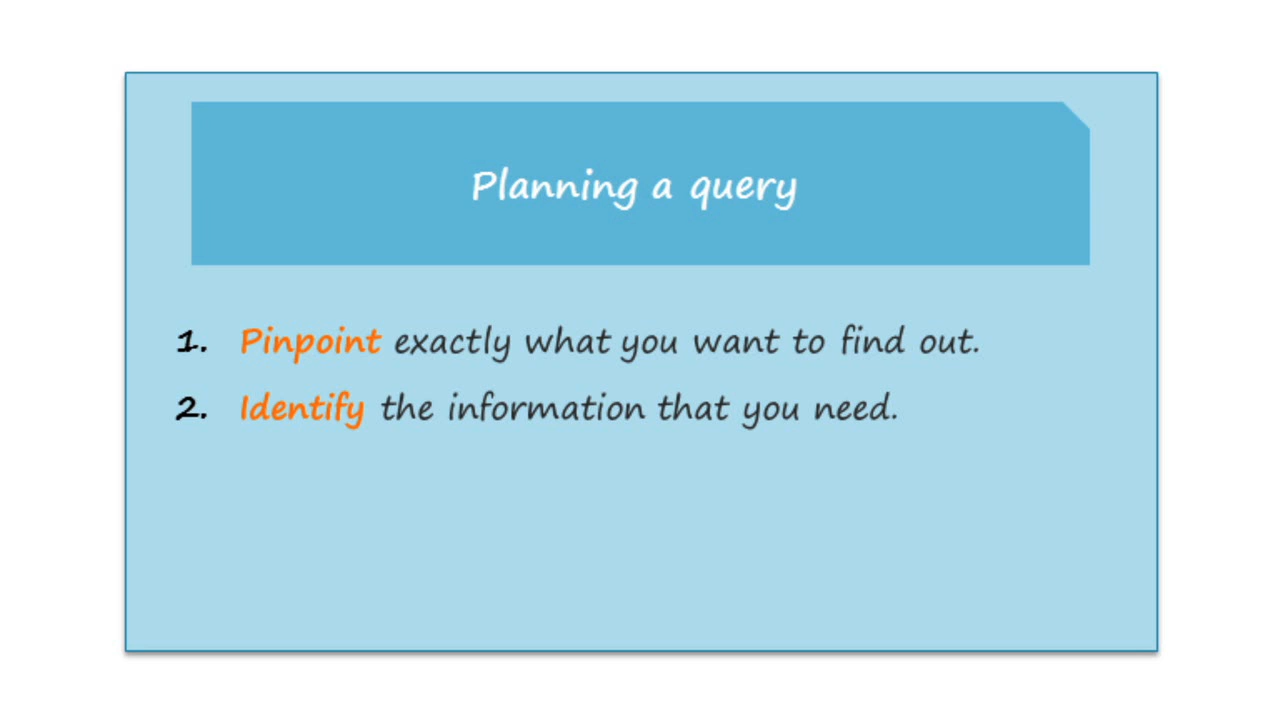 Planning a query
1. Pinpoint exactly what you want to find out.
2. Identify the information that you need.